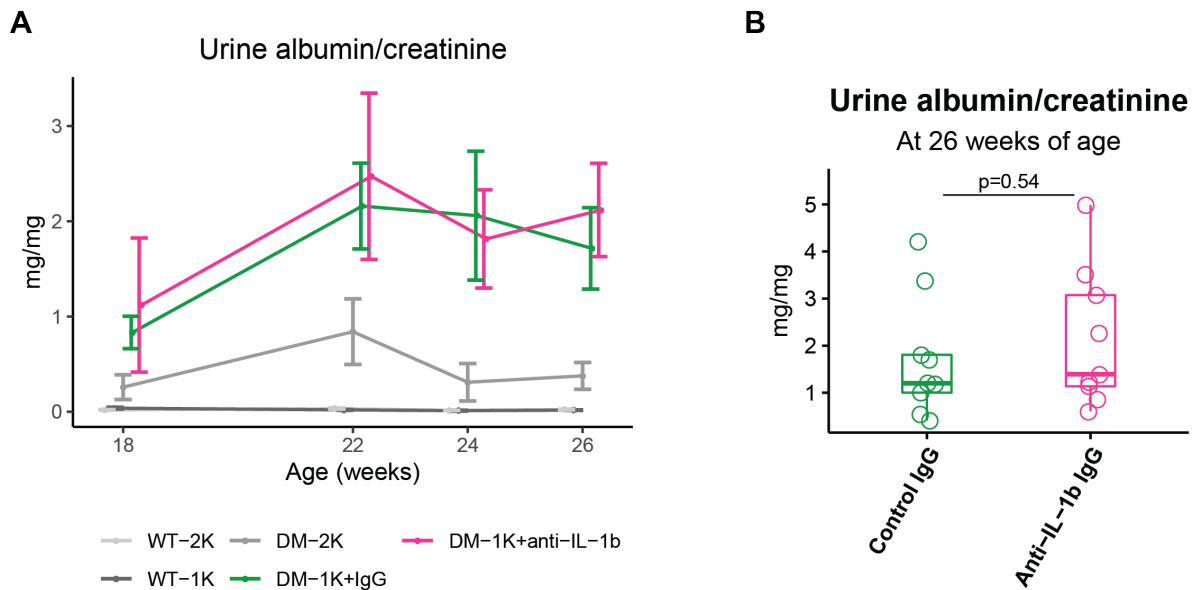 A
Urine albumin/creatinine
3
2
1
0
mg/mg
18
22
24
26
Age (weeks)
WT−2K
DM−2K
DM−1K+anti−IL−1b
WT−1K
DM−1K+IgG
B
Urine albumin/creatinine
At 26 weeks of age
p=0.54
5
4
3
2
1
mg/mg
Control IgG
Anti−IL−1b IgG